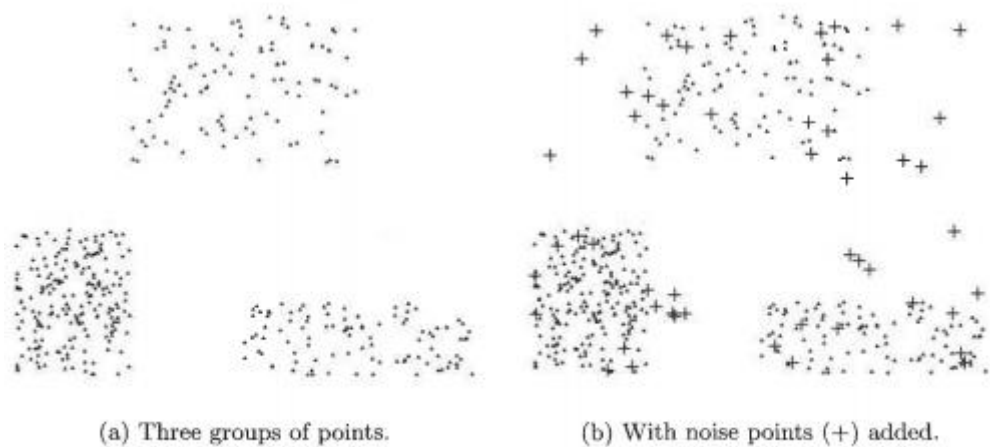 (a) Three groups of points.
(b) With noise points (+) added.